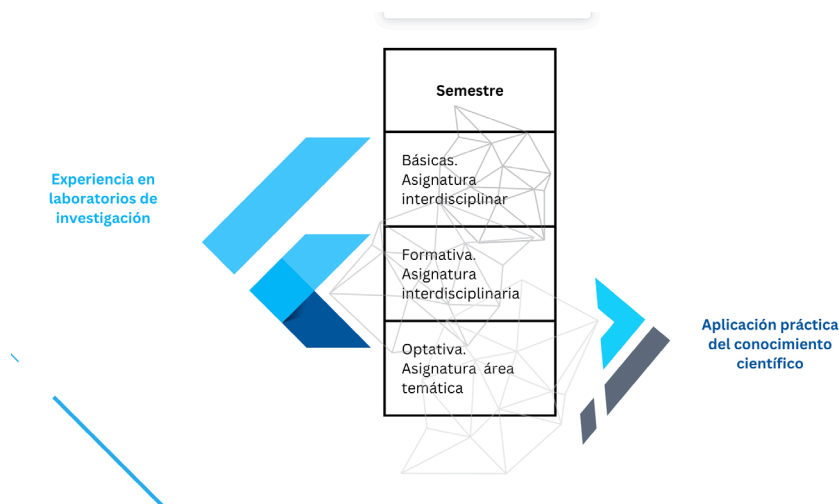 Semestre
Experiencia en
laboratorios de
investigación
Básicas.
Asignatura
interdisciplinar
Formativa.
Asignatura
interdisciplinaria
Optativa.
Asignatura área
temática
Aplicación práctica
del conocimiento
científico